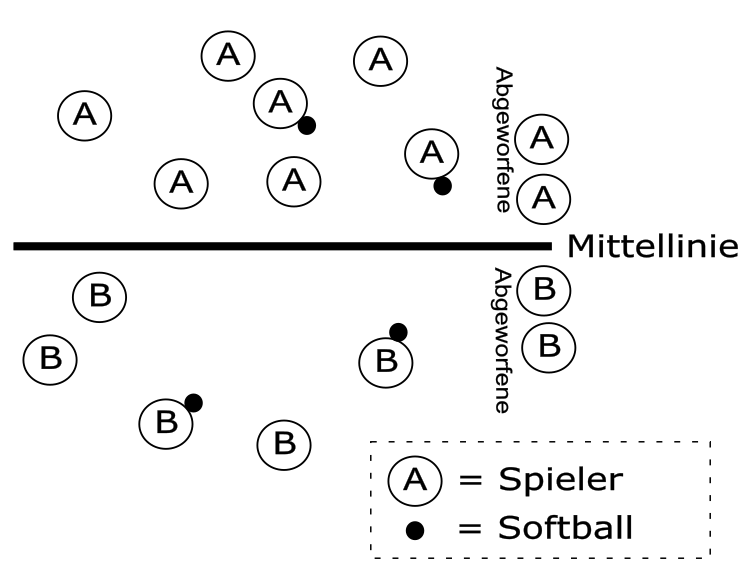 A
A
A
A
A
A
A
A
A
Abgeworfene
Mittellinie
B
B
B
B
B
B
B
Abgeworfene
A = Spieler
= Softball